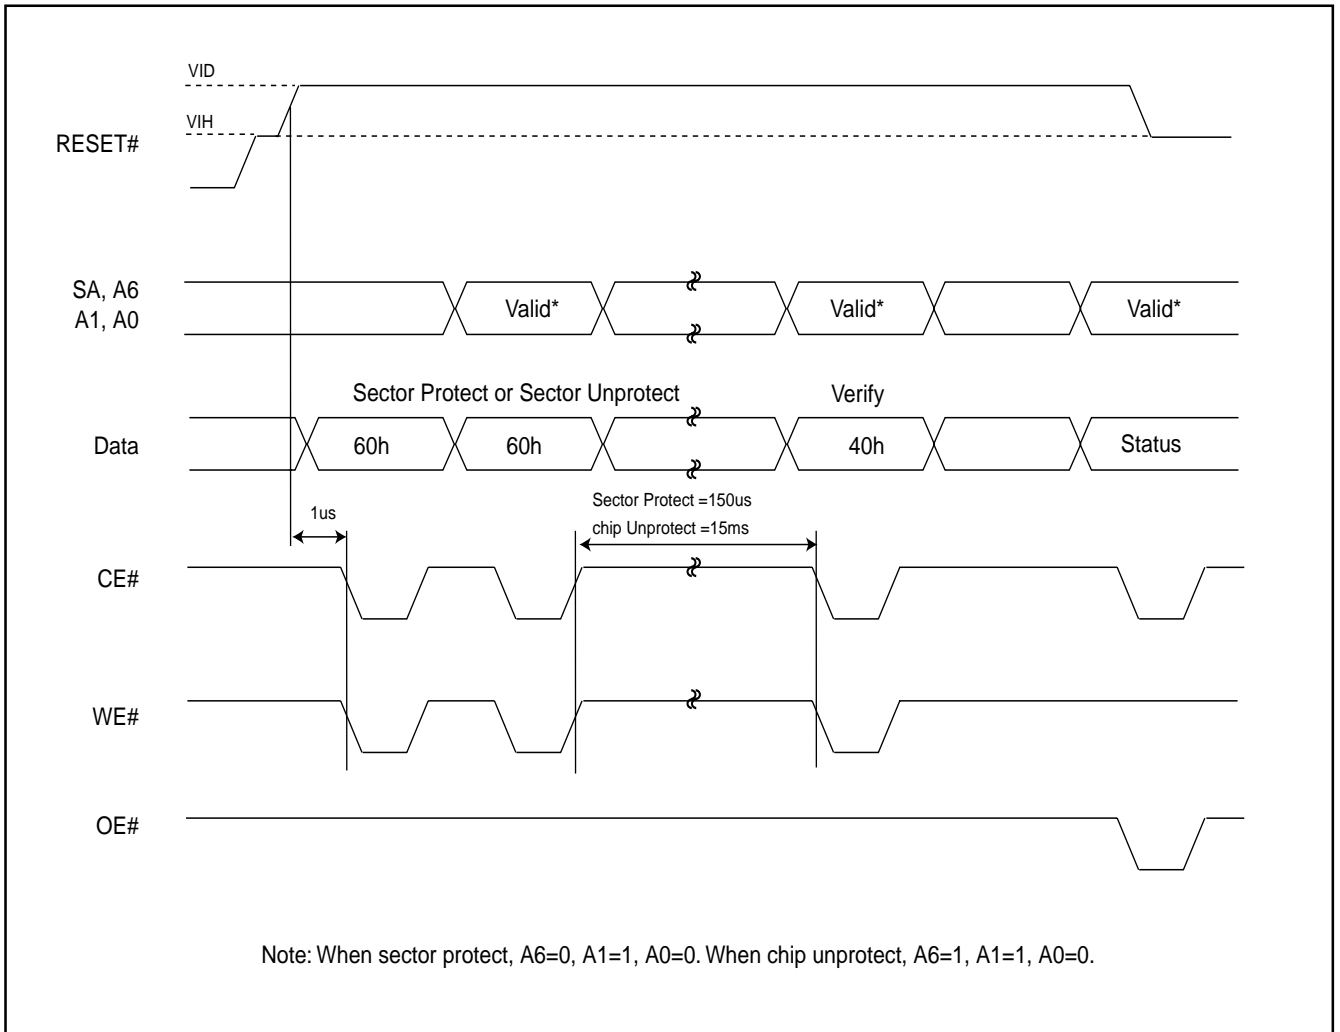 VID
VIH
RESET#
SA, A6
A1, A0
Valid*
Valid*
Valid*
Sector Protect or Sector Unprotect
Verify
Data
60h
60h
40h
Status
Sector Protect =150us
1us
chip Unprotect =15ms
CE#
WE#
OE#
Note: When sector protect, A6=0, A1=1, A0=0. When chip unprotect, A6=1, A1=1, A0=0.